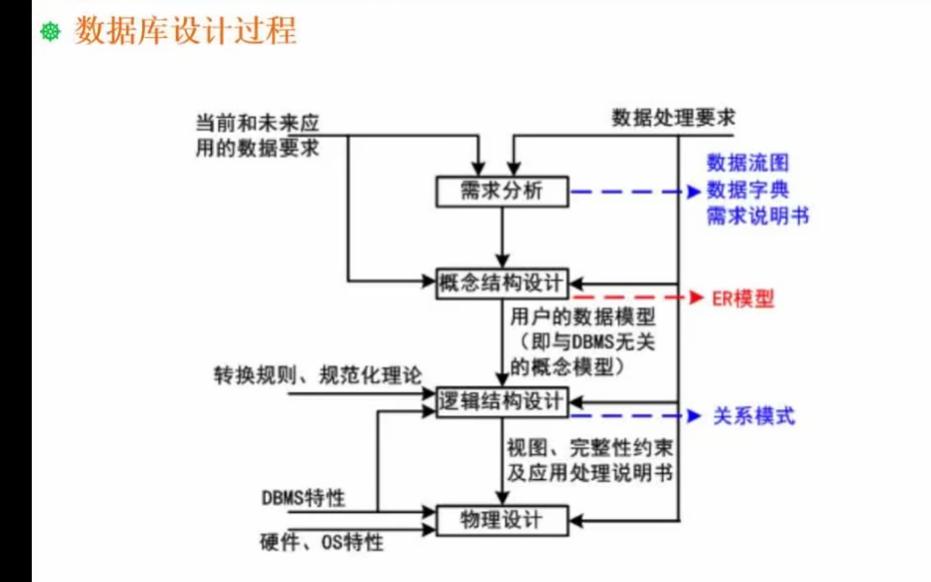 数据库设计过程
当前和未来应
用的数据要求
数据处理要求
需求分析
数据流图
数据字典
需求说明书
概念结构设计
ER模型
用户的数据模型
（即与DBMS无关
的概念模型）
转换规则、规范化理论
逻辑结构设计
关系模式
视图、完整性约束
及应用处理说明书
DBMS特性
物理设计
硬件、OS特性